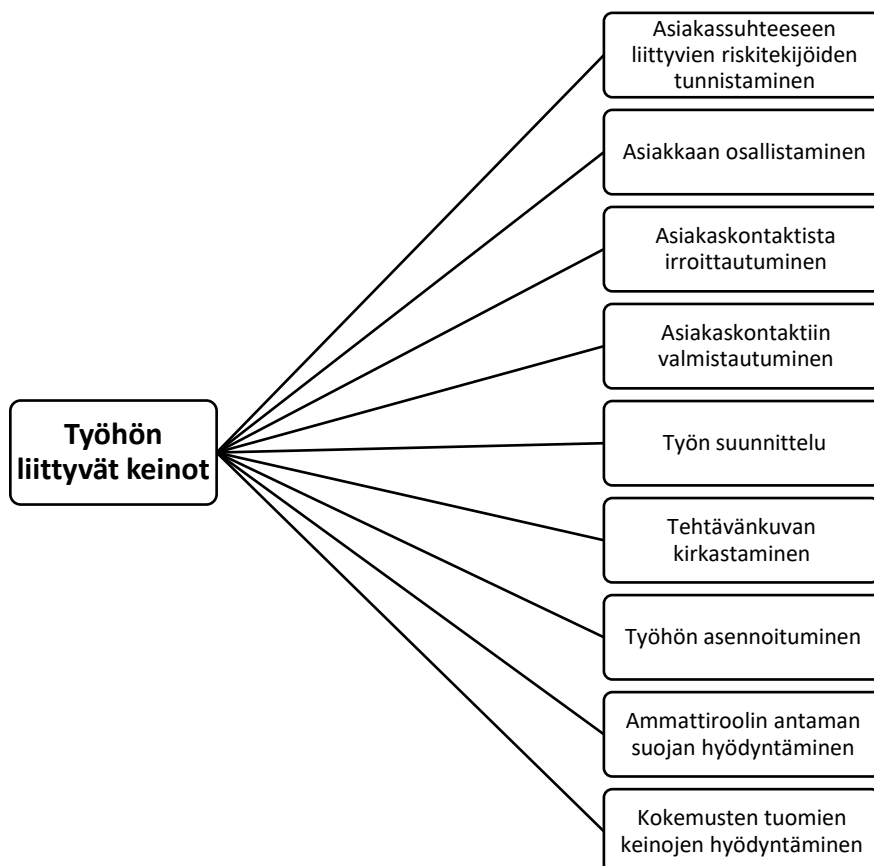 Asiakassuhteeseen
liittyvien riskitekijöiden
tunnistaminen
Asiakkaan osallistaminen
Asiakaskontaktista
irroittautuminen
Asiakaskontaktiin
valmistautuminen
Työhön
liittyvät keinot
Työn suunnittelu
Tehtävänkuvan
kirkastaminen
Työhön asennoituminen
Ammattiroolin antaman
suojan hyödyntäminen
Kokemusten tuomien
keinojen hyödyntäminen